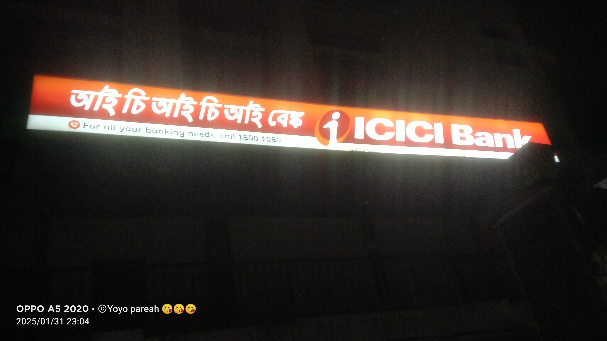 আই চি আই চি আই বেঙ্ক
ICICI Bank
For all your banking needs, call 1800 1080
OPPO A5 2020 · ©Yoyo pareah 😘😘😘
2025/01/31 23:04